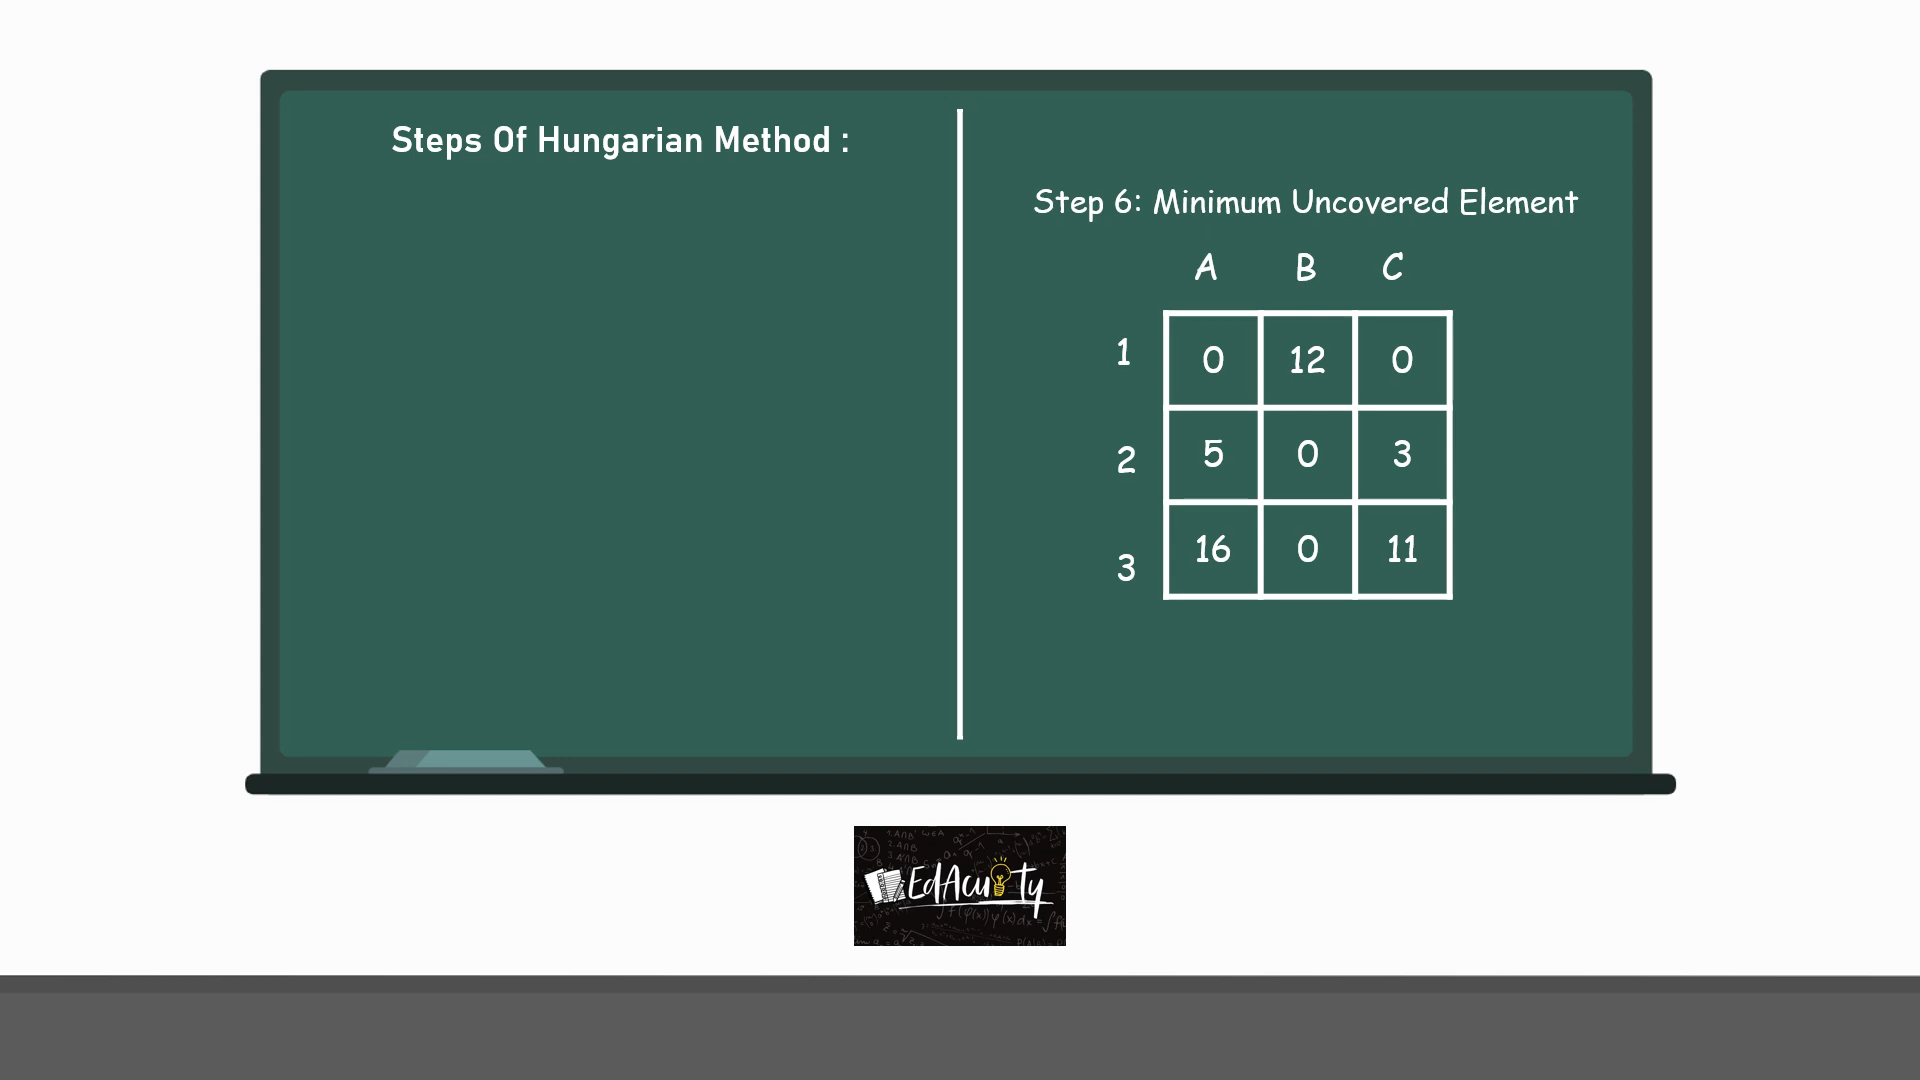 Steps Of Hungarian Method :
Step 6: Minimum Uncovered Element
A B C
1 0 12 0
2 5 0 3
3 16 0 11
EdAcuity